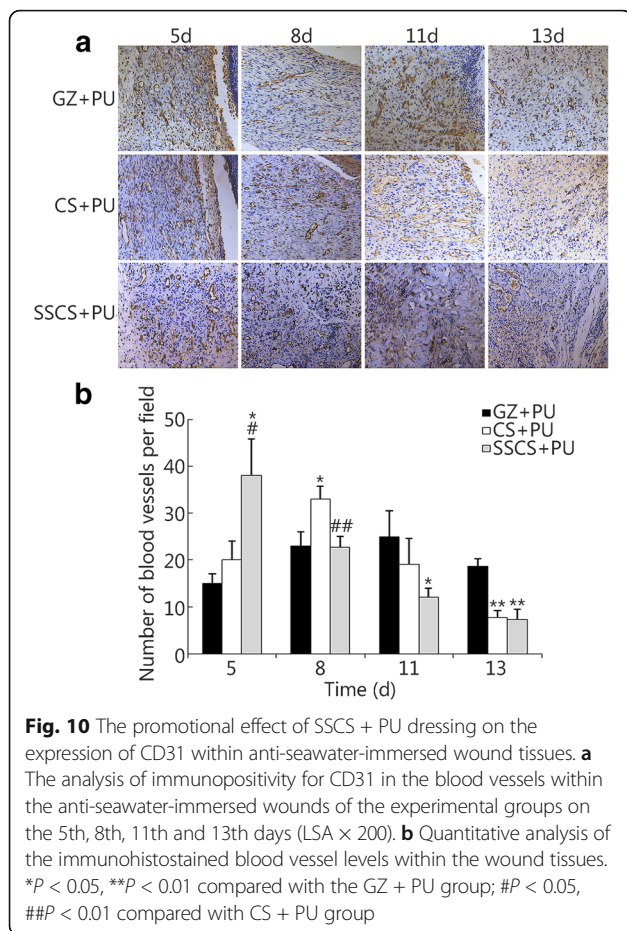 a
5d 8d 11d 13d
GZ+PU
CS+PU
SSCS+PU
b
Number of blood vessels per field
50
40
30
20
10
0
*
#
*
##
*
** **
GZ+PU
CS+PU
SSCS+PU
5 8 11 13
Time (d)
Fig. 10 The promotional effect of SSCS + PU dressing on the
expression of CD31 within anti-seawater-immersed wound tissues. a
The analysis of immunopositivity for CD31 in the blood vessels within
the anti-seawater-immersed wounds of the experimental groups on
the 5th, 8th, 11th and 13th days (LSA × 200). b Quantitative analysis of
the immunohistostained blood vessel levels within the wound tissues.
*P < 0.05, **P < 0.01 compared with the GZ + PU group; #P < 0.05,
##P < 0.01 compared with CS + PU group